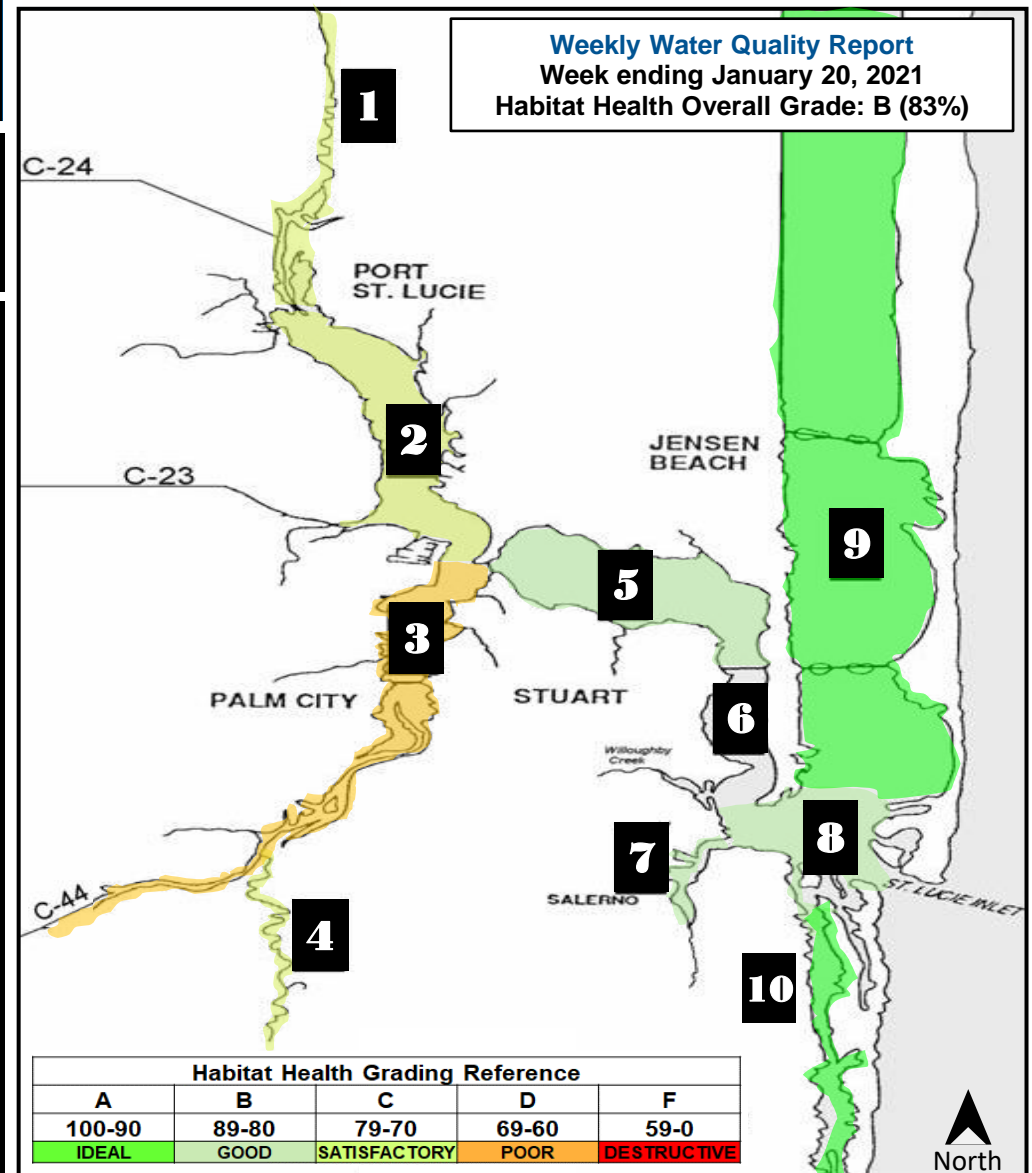 Weekly Water Quality Report
Week ending January 20, 2021
Habitat Health Overall Grade: B (83%)
1
C-24
PORT
ST. LUCIE
2
JENSEN
BEACH
C-23
9
5
3
PALM CITY
STUART
6
Willoughby
Creek
8
7
SALERNO
ST. LUCIE INLET
C-44
4
10
Habitat Health Grading Reference
A B C D F
100-90 89-80 79-70 69-60 59-0
IDEAL GOOD SATISFACTORY POOR DESTRUCTIVE
North